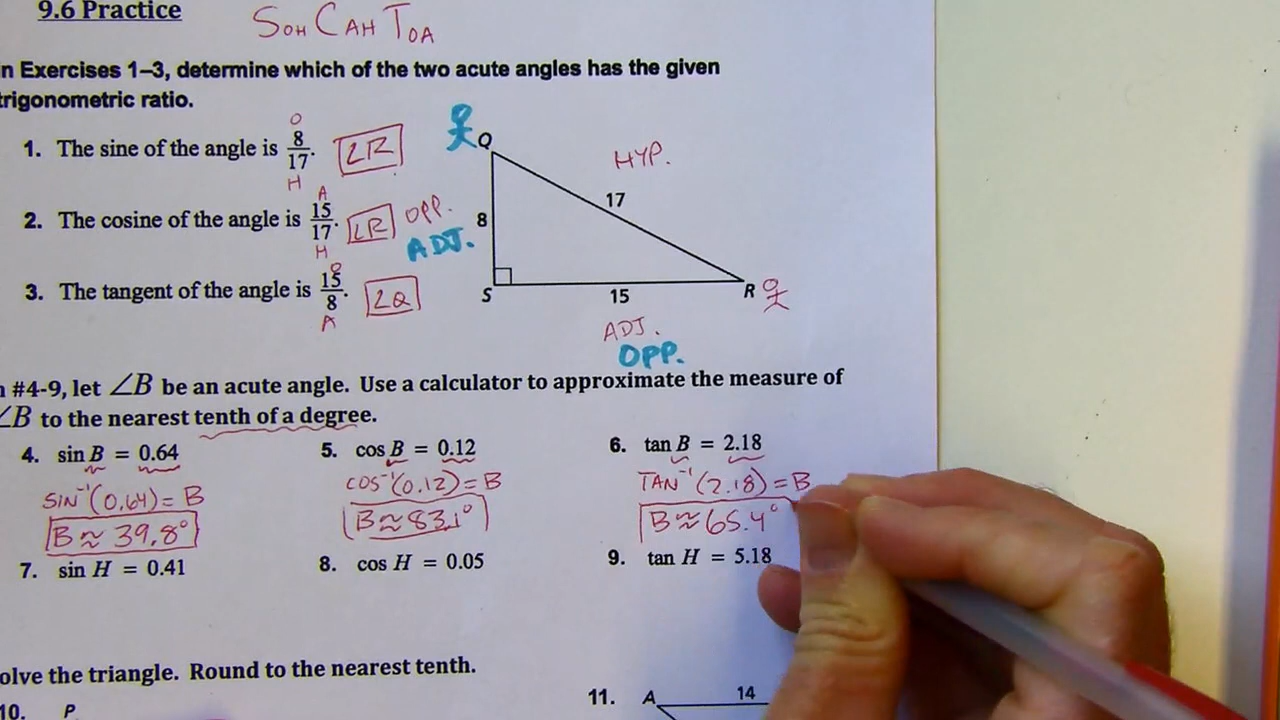 9.6 Practice
SOH CAH TOA
n Exercises 1–3, determine which of the two acute angles has the given
trigonometric ratio.
O
1. The sine of the angle is 8/17. ∠R
H
A
2. The cosine of the angle is 15/17. ∠R
H
O
3. The tangent of the angle is 15/8. ∠Q
A
Q
HYP.
17
OPP.
8
ADJ.
S
15
R
ADJ.
OPP.
n #4-9, let ∠B be an acute angle. Use a calculator to approximate the measure of
∠B to the nearest tenth of a degree.
4. sin B = 0.64
SIN⁻¹(0.64) = B
B ≈ 39.8°
5. cos B = 0.12
COS⁻¹(0.12) = B
B ≈ 83.1°
6. tan B = 2.18
TAN⁻¹(2.18) = B
B ≈ 65.4°
7. sin H = 0.41
8. cos H = 0.05
9. tan H = 5.18
olve the triangle. Round to the nearest tenth.
10. P
11. A 14